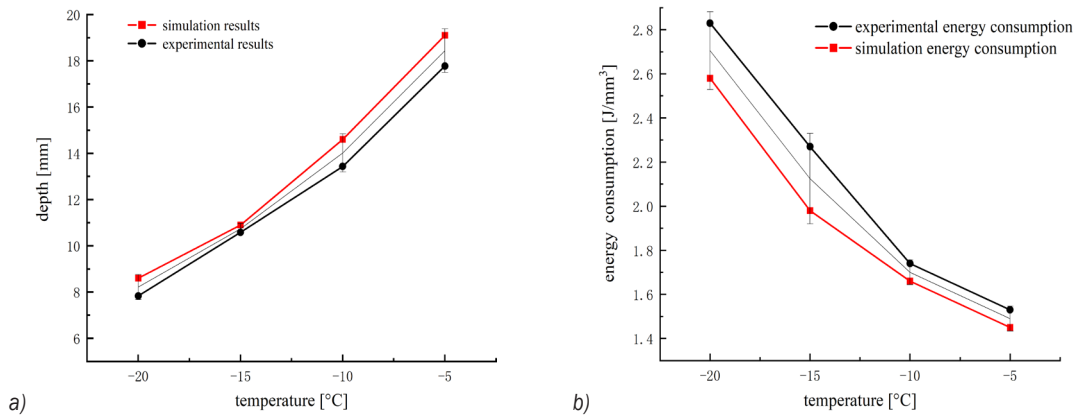 simulation results
experimental results
20
18
16
14
12
10
8
6
depth [mm]
-20 -15 -10 -5
temperature [°C]
a)
experimental energy consumption
simulation energy consumption
2.8
2.6
2.4
2.2
2.0
1.8
1.6
1.4
energy consumption [J/mm³]
-20 -15 -10 -5
temperature [°C]
b)